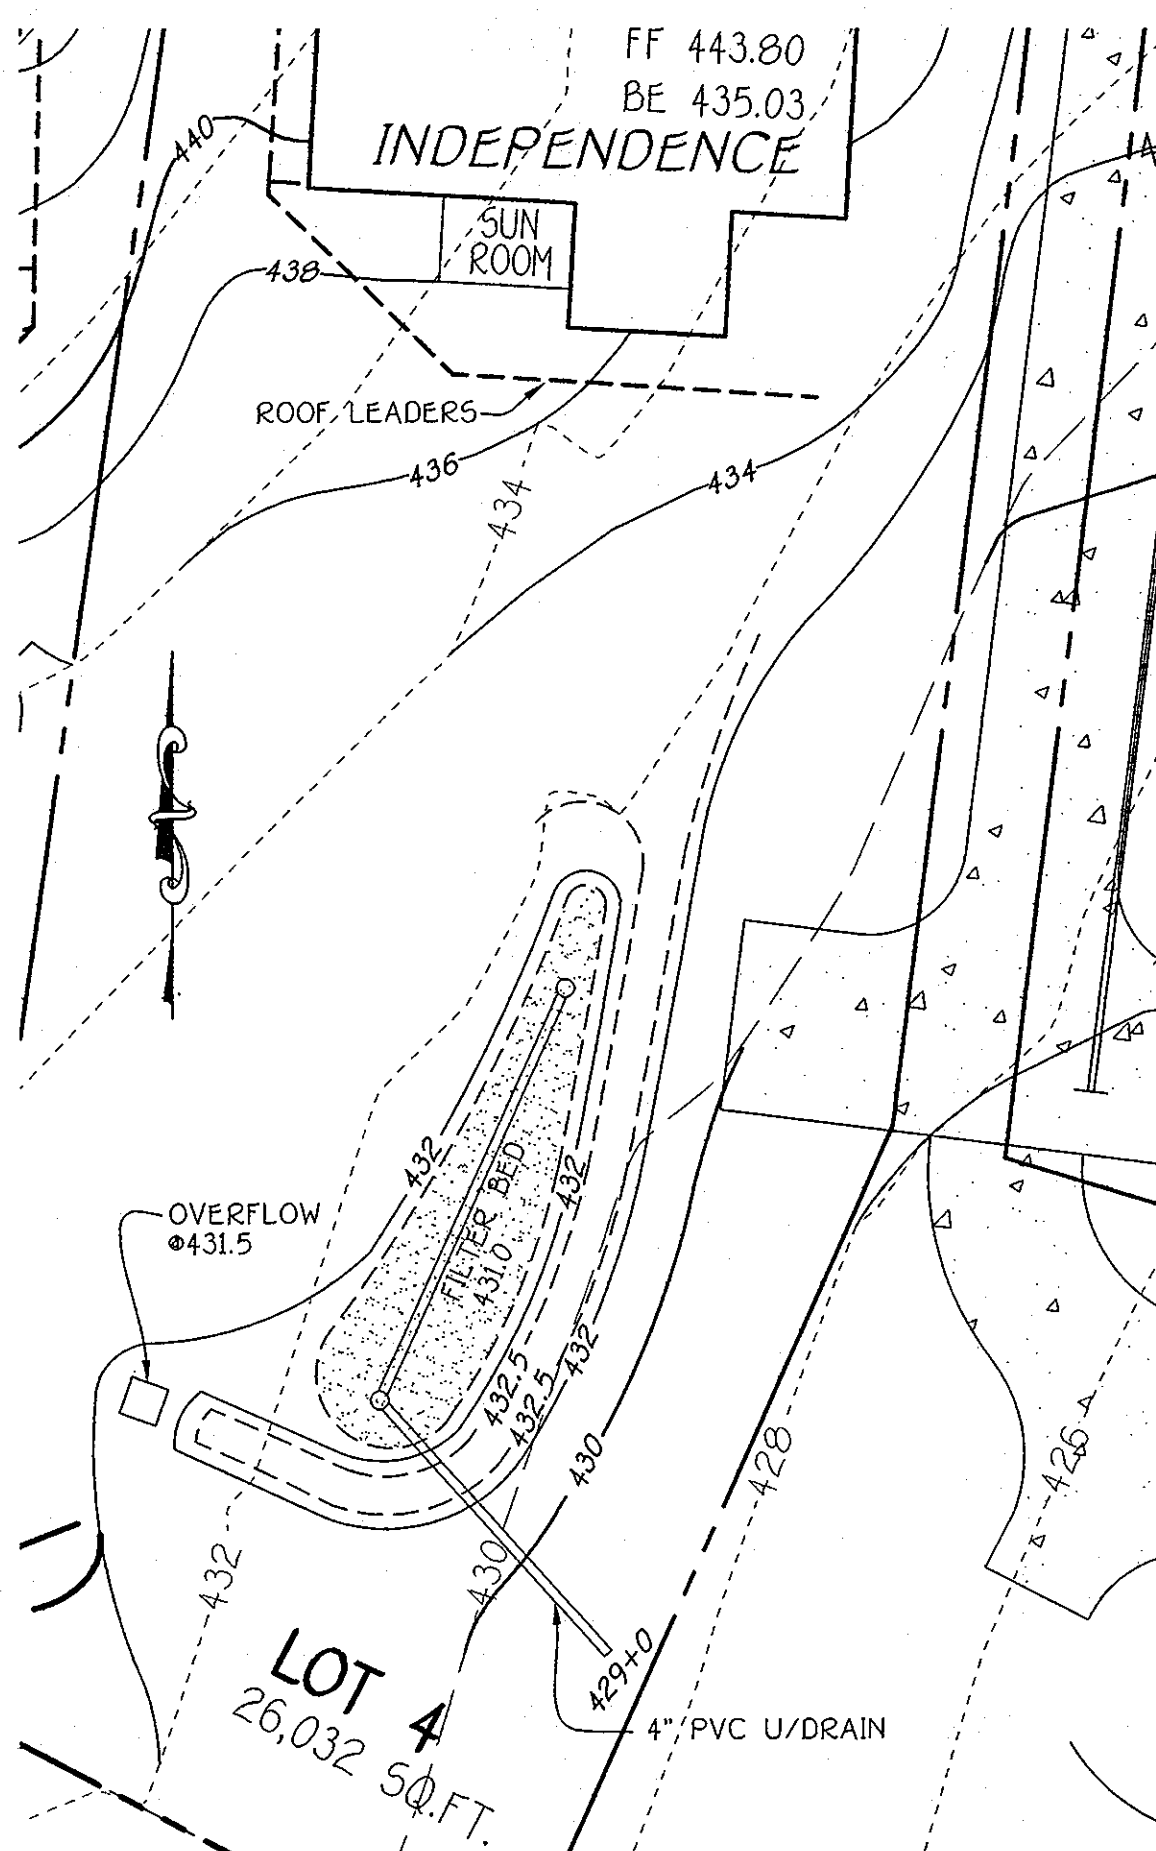 FF 443.80
BE 435.03
INDEPENDENCE
440
SUN
ROOM
438
ROOF LEADERS
436
434
434
432
432
FILTER BED
431.0
OVERFLOW
@431.5
432.5
432.5
432
430
428
426
432
430
LOT 4
26,032 SQ.FT.
429+0
4" PVC U/DRAIN